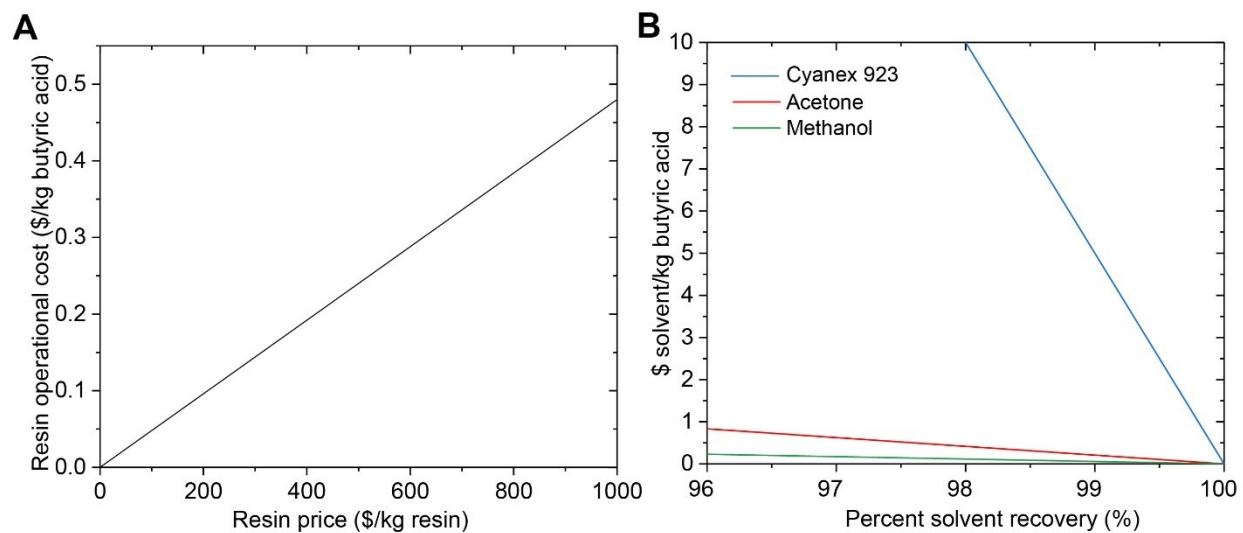 A
Resin operational cost ($/kg butyric acid)
0.5
0.4
0.3
0.2
0.1
0.0
0 200 400 600 800 1000
Resin price ($/kg resin)
B
$ solvent/kg butyric acid
10
9
8
7
6
5
4
3
2
1
0
Cyanex 923
Acetone
Methanol
96 97 98 99 100
Percent solvent recovery (%)